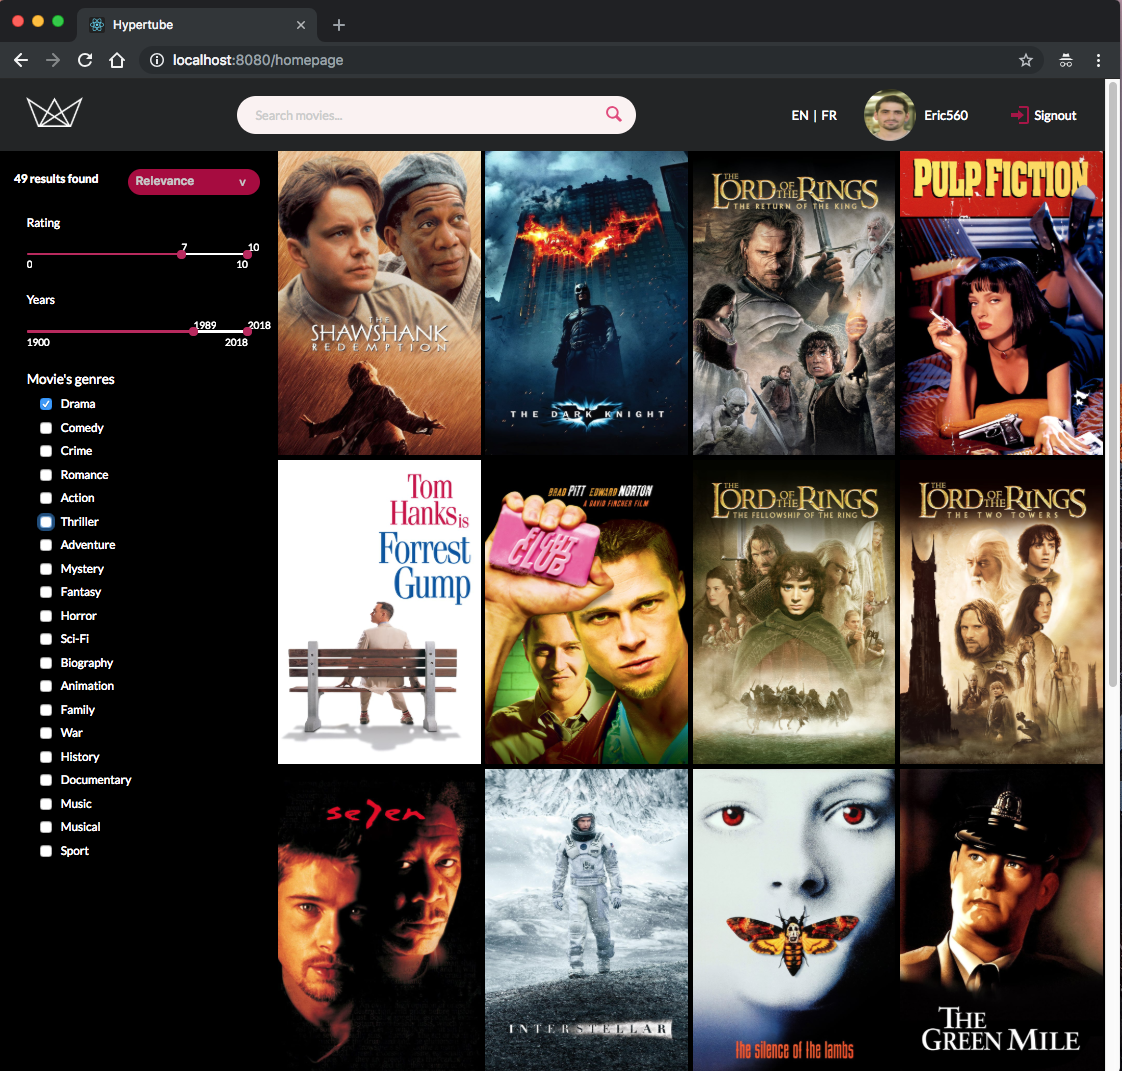 Hypertube
localhost:8080/homepage
Search movies...
EN | FR
Eric560
Signout
49 results found
Relevance v
Rating
7 10
0 10
Years
1989 2018
1900 2018
Movie's genres
Drama
Comedy
Crime
Romance
Action
Thriller
Adventure
Mystery
Fantasy
Horror
Sci-Fi
Biography
Animation
Family
War
History
Documentary
Music
Musical
Sport
THE
SHAWSHANK
REDEMPTION
THE DARK KNIGHT
THE LORD OF THE RINGS
THE RETURN OF THE KING
PULP FICTION
Tom
Hanks is
Forrest
Gump
BRAD PITT EDWARD NORTON
A DAVID FINCHER FILM
FIGHT
CLUB
THE LORD OF THE RINGS
THE FELLOWSHIP OF THE RING
THE LORD OF THE RINGS
THE TWO TOWERS
se7en
INTERSTELLAR
the silence of the lambs
THE
GREEN MILE